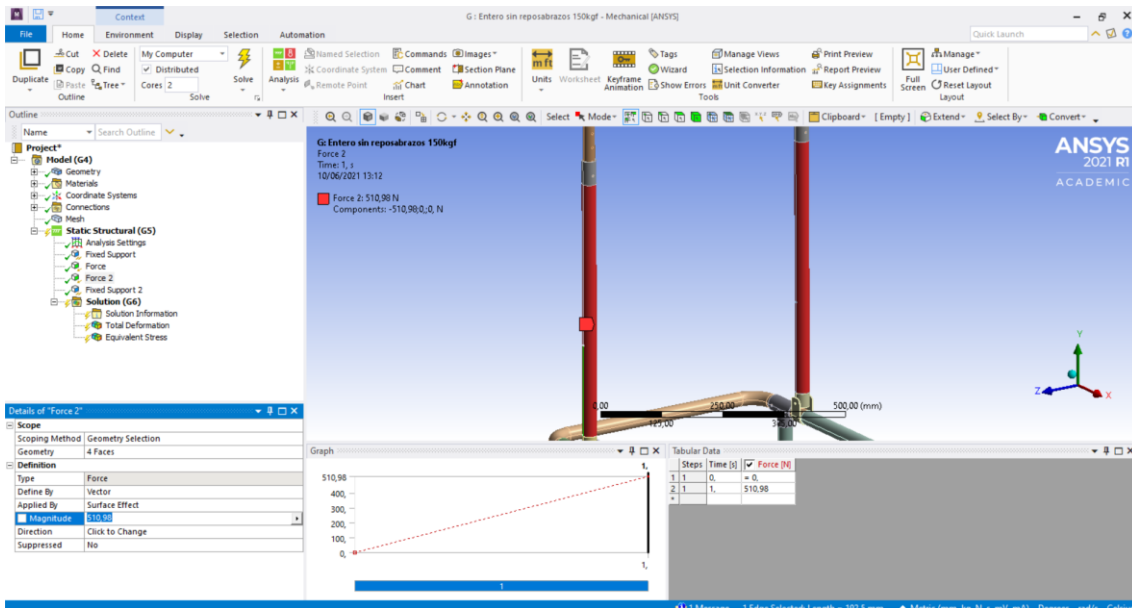 Context
G : Entero sin reposabrazos 150kgf - Mechanical [ANSYS]
File Home Environment Display Selection Automation
Quick Launch
Duplicate
Cut
Copy
Paste
Delete
Find
Tree
Outline
My Computer
Distributed
Cores 2
Solve
Solve
Analysis
Named Selection
Coordinate System
Remote Point
Commands
Comment
Chart
Images
Section Plane
Annotation
Insert
Units
Worksheet
Keyframe
Animation
Tags
Wizard
Show Errors
Manage Views
Selection Information
Unit Converter
Print Preview
Report Preview
Key Assignments
Tools
Full
Screen
Manage
User Defined
Reset Layout
Layout
Outline
Name
Search Outline
Select Mode
Clipboard [ Empty ] Extend Select By Convert
Project*
Model (G4)
Geometry
Materials
Coordinate Systems
Connections
Mesh
Static Structural (G5)
Analysis Settings
Fixed Support
Force
Force 2
Fixed Support 2
Solution (G6)
Solution Information
Total Deformation
Equivalent Stress
G: Entero sin reposabrazos 150kgf
Force 2
Time: 1, s
10/06/2021 13:12
Force 2: 510,98 N
Components: -510,98;0,;0, N
ANSYS
2021 R1
ACADEMIC
Y
Z
X
0,00 250,00 500,00 (mm)
125,00 375,00
Details of "Force 2"
Scope
Scoping Method Geometry Selection
Geometry 4 Faces
Definition
Type Force
Define By Vector
Applied By Surface Effect
Magnitude 510,98
Direction Click to Change
Suppressed No
Graph
1,
510,98
400,
300,
200,
100,
0,
1,
1
Tabular Data
Steps Time [s] Force [N]
1 1 0, = 0,
2 1 1, 510,98
*